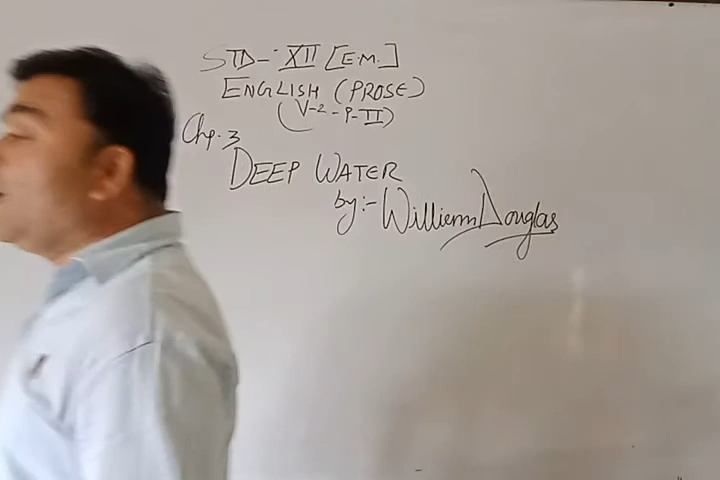 STD-XII [E.M.]
ENGLISH (PROSE)
(V-2-P-II)
Chp. 3
DEEP WATER
by:- William Douglas